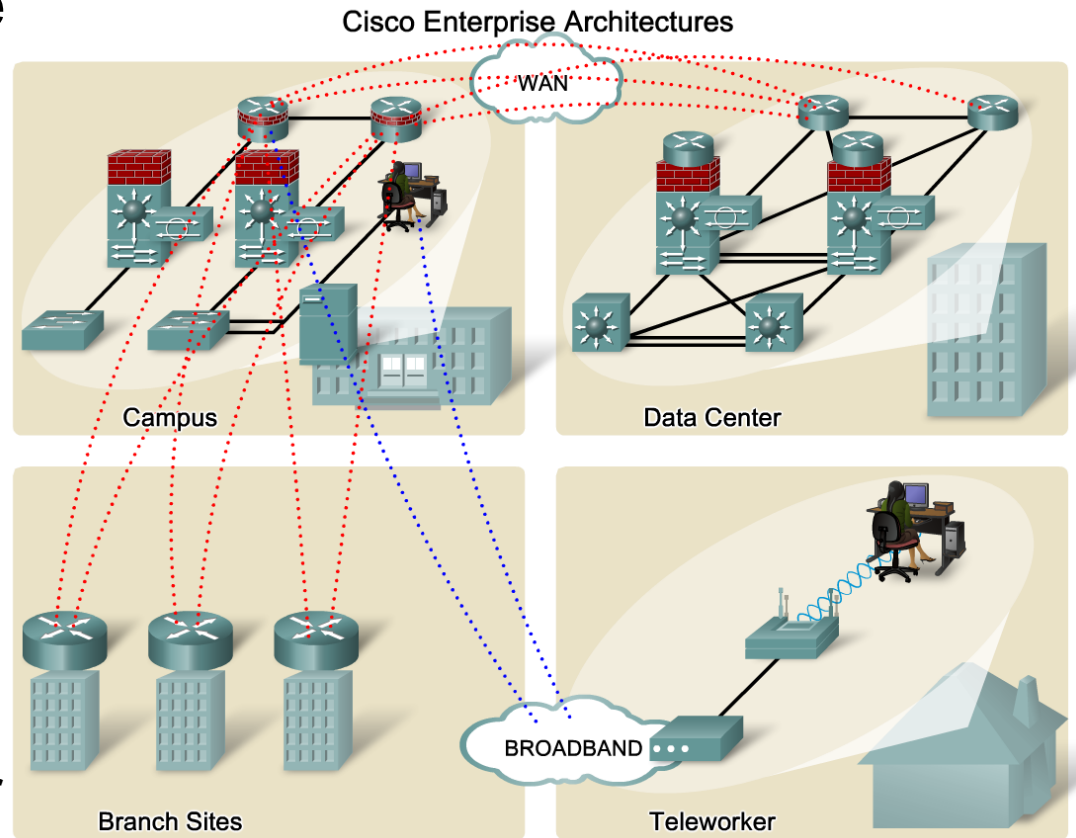 Cisco Enterprise Architectures
WAN
Campus
Data Center
BROADBAND
Branch Sites
Teleworker